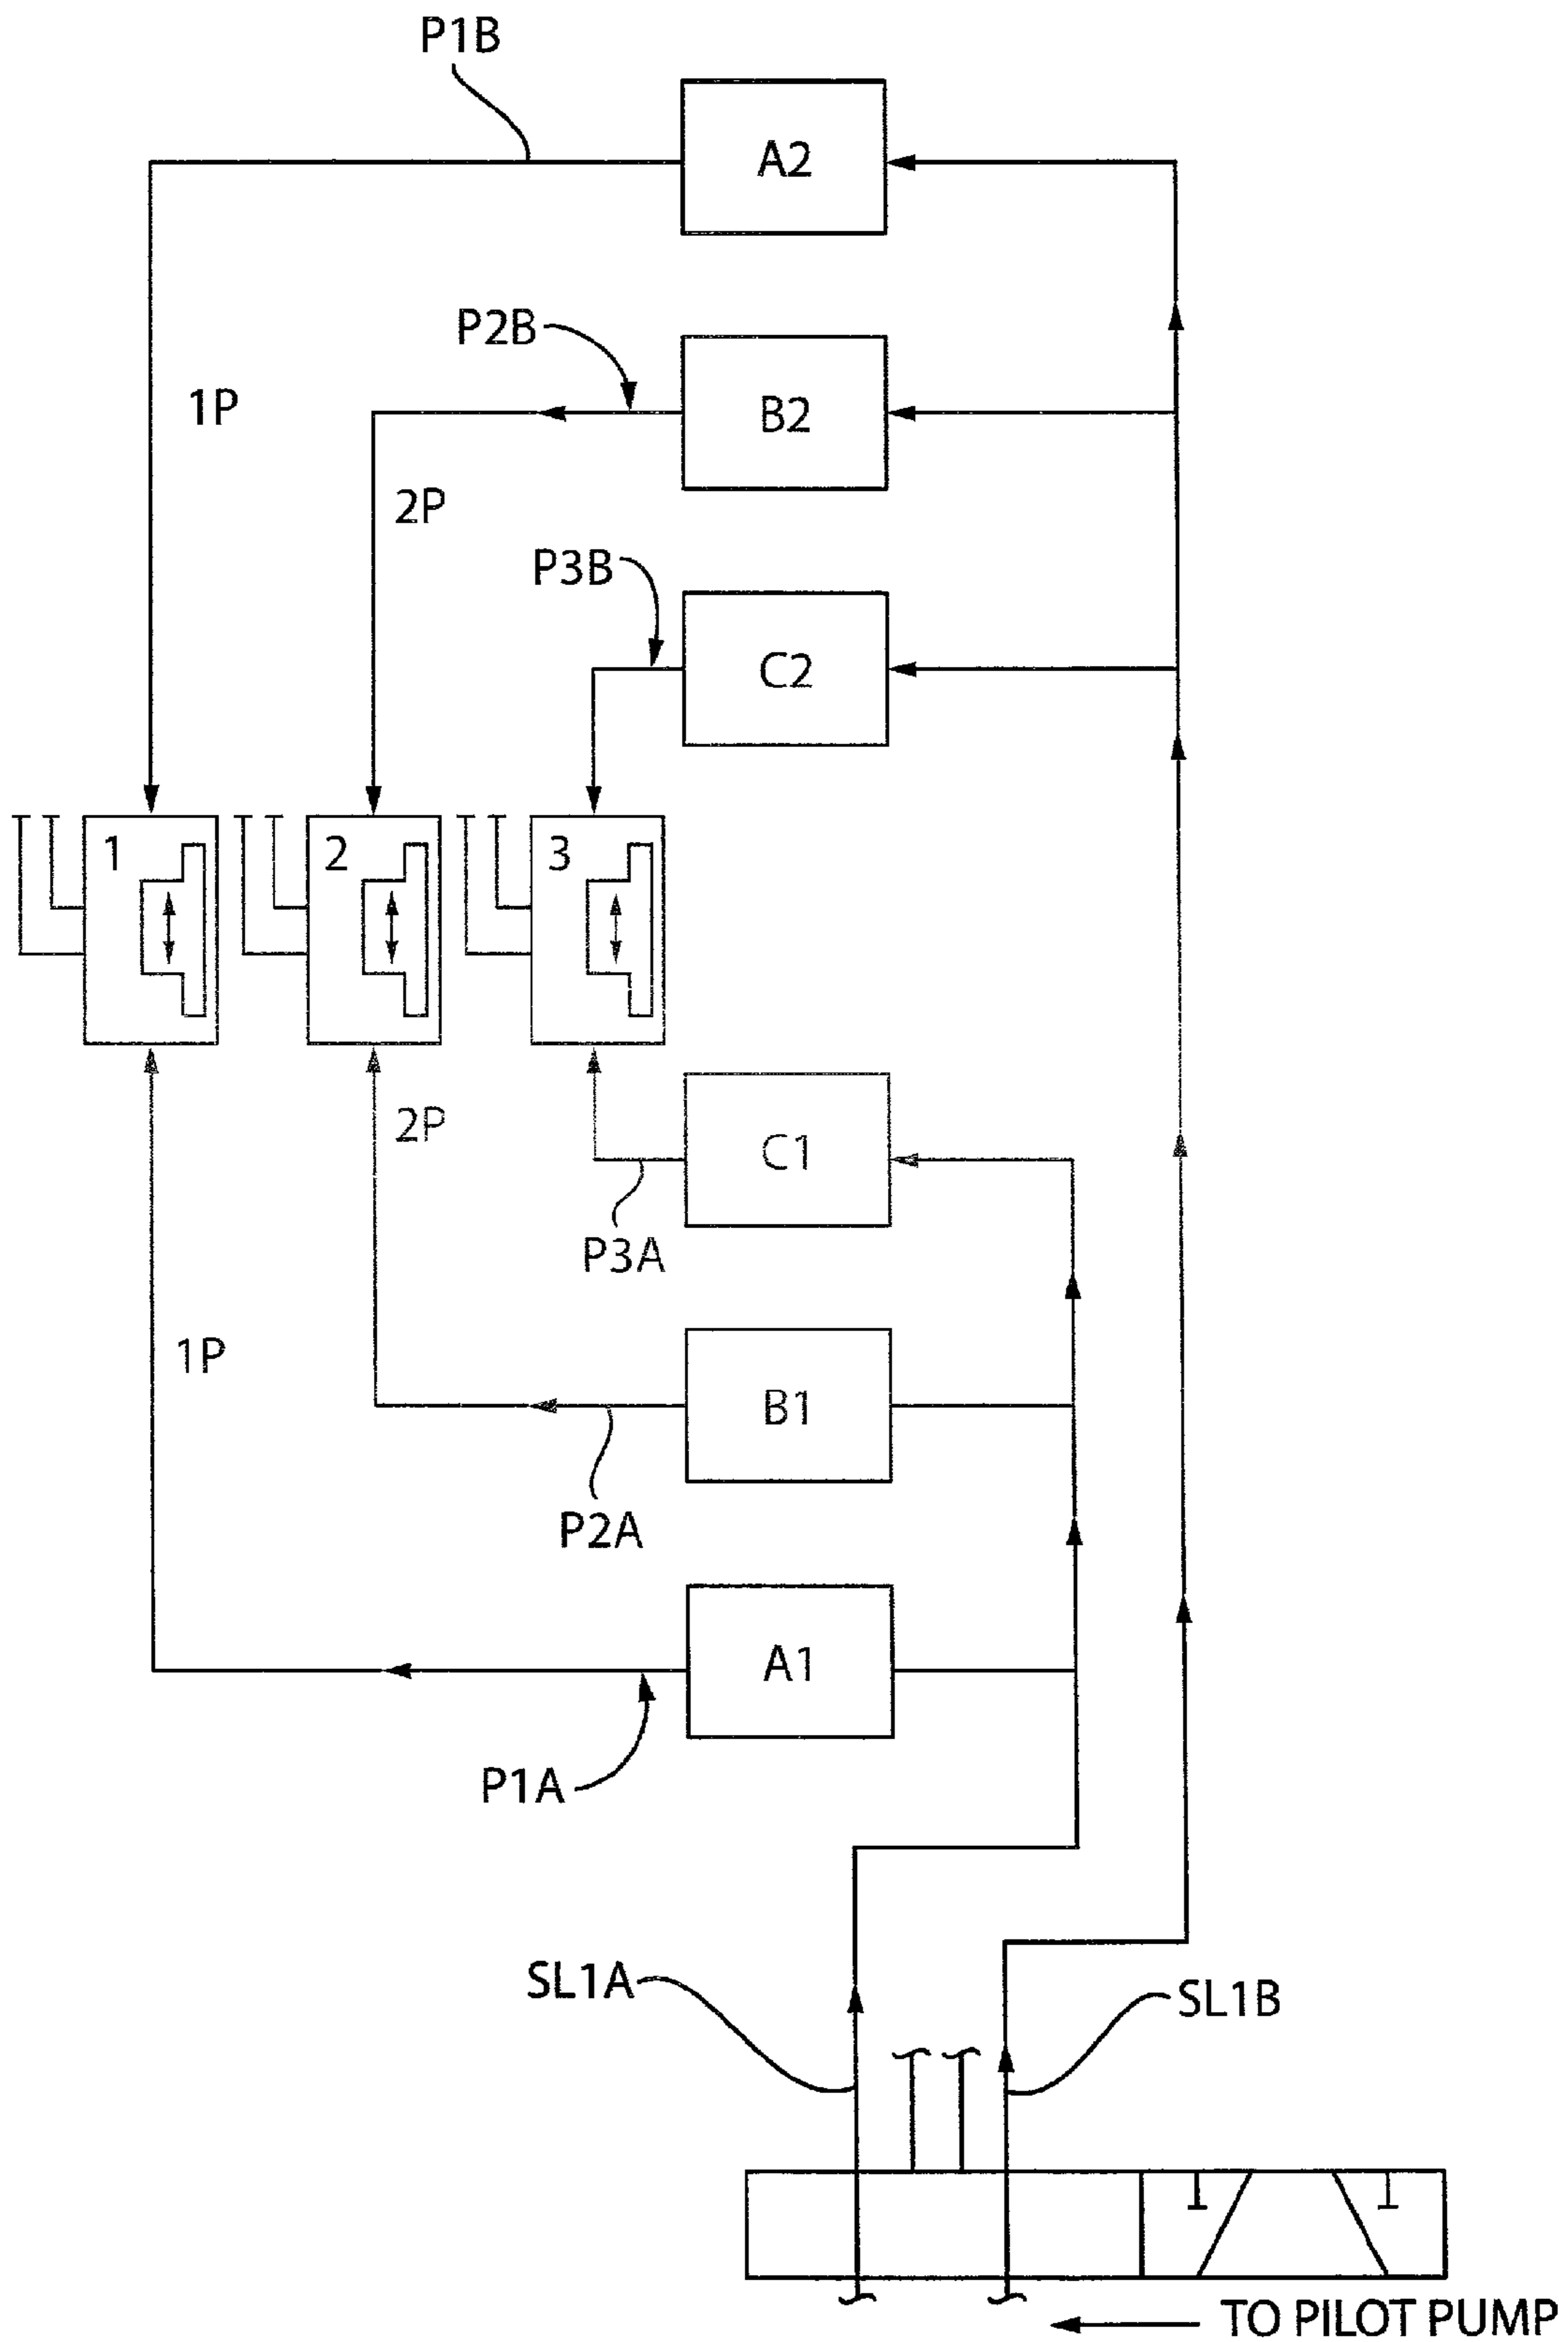 P1B
A2
P2B
1P
B2
2P
P3B
C2
1
2
3
2P
C1
P3A
1P
B1
P2A
A1
P1A
SL1A
SL1B
TO PILOT PUMP